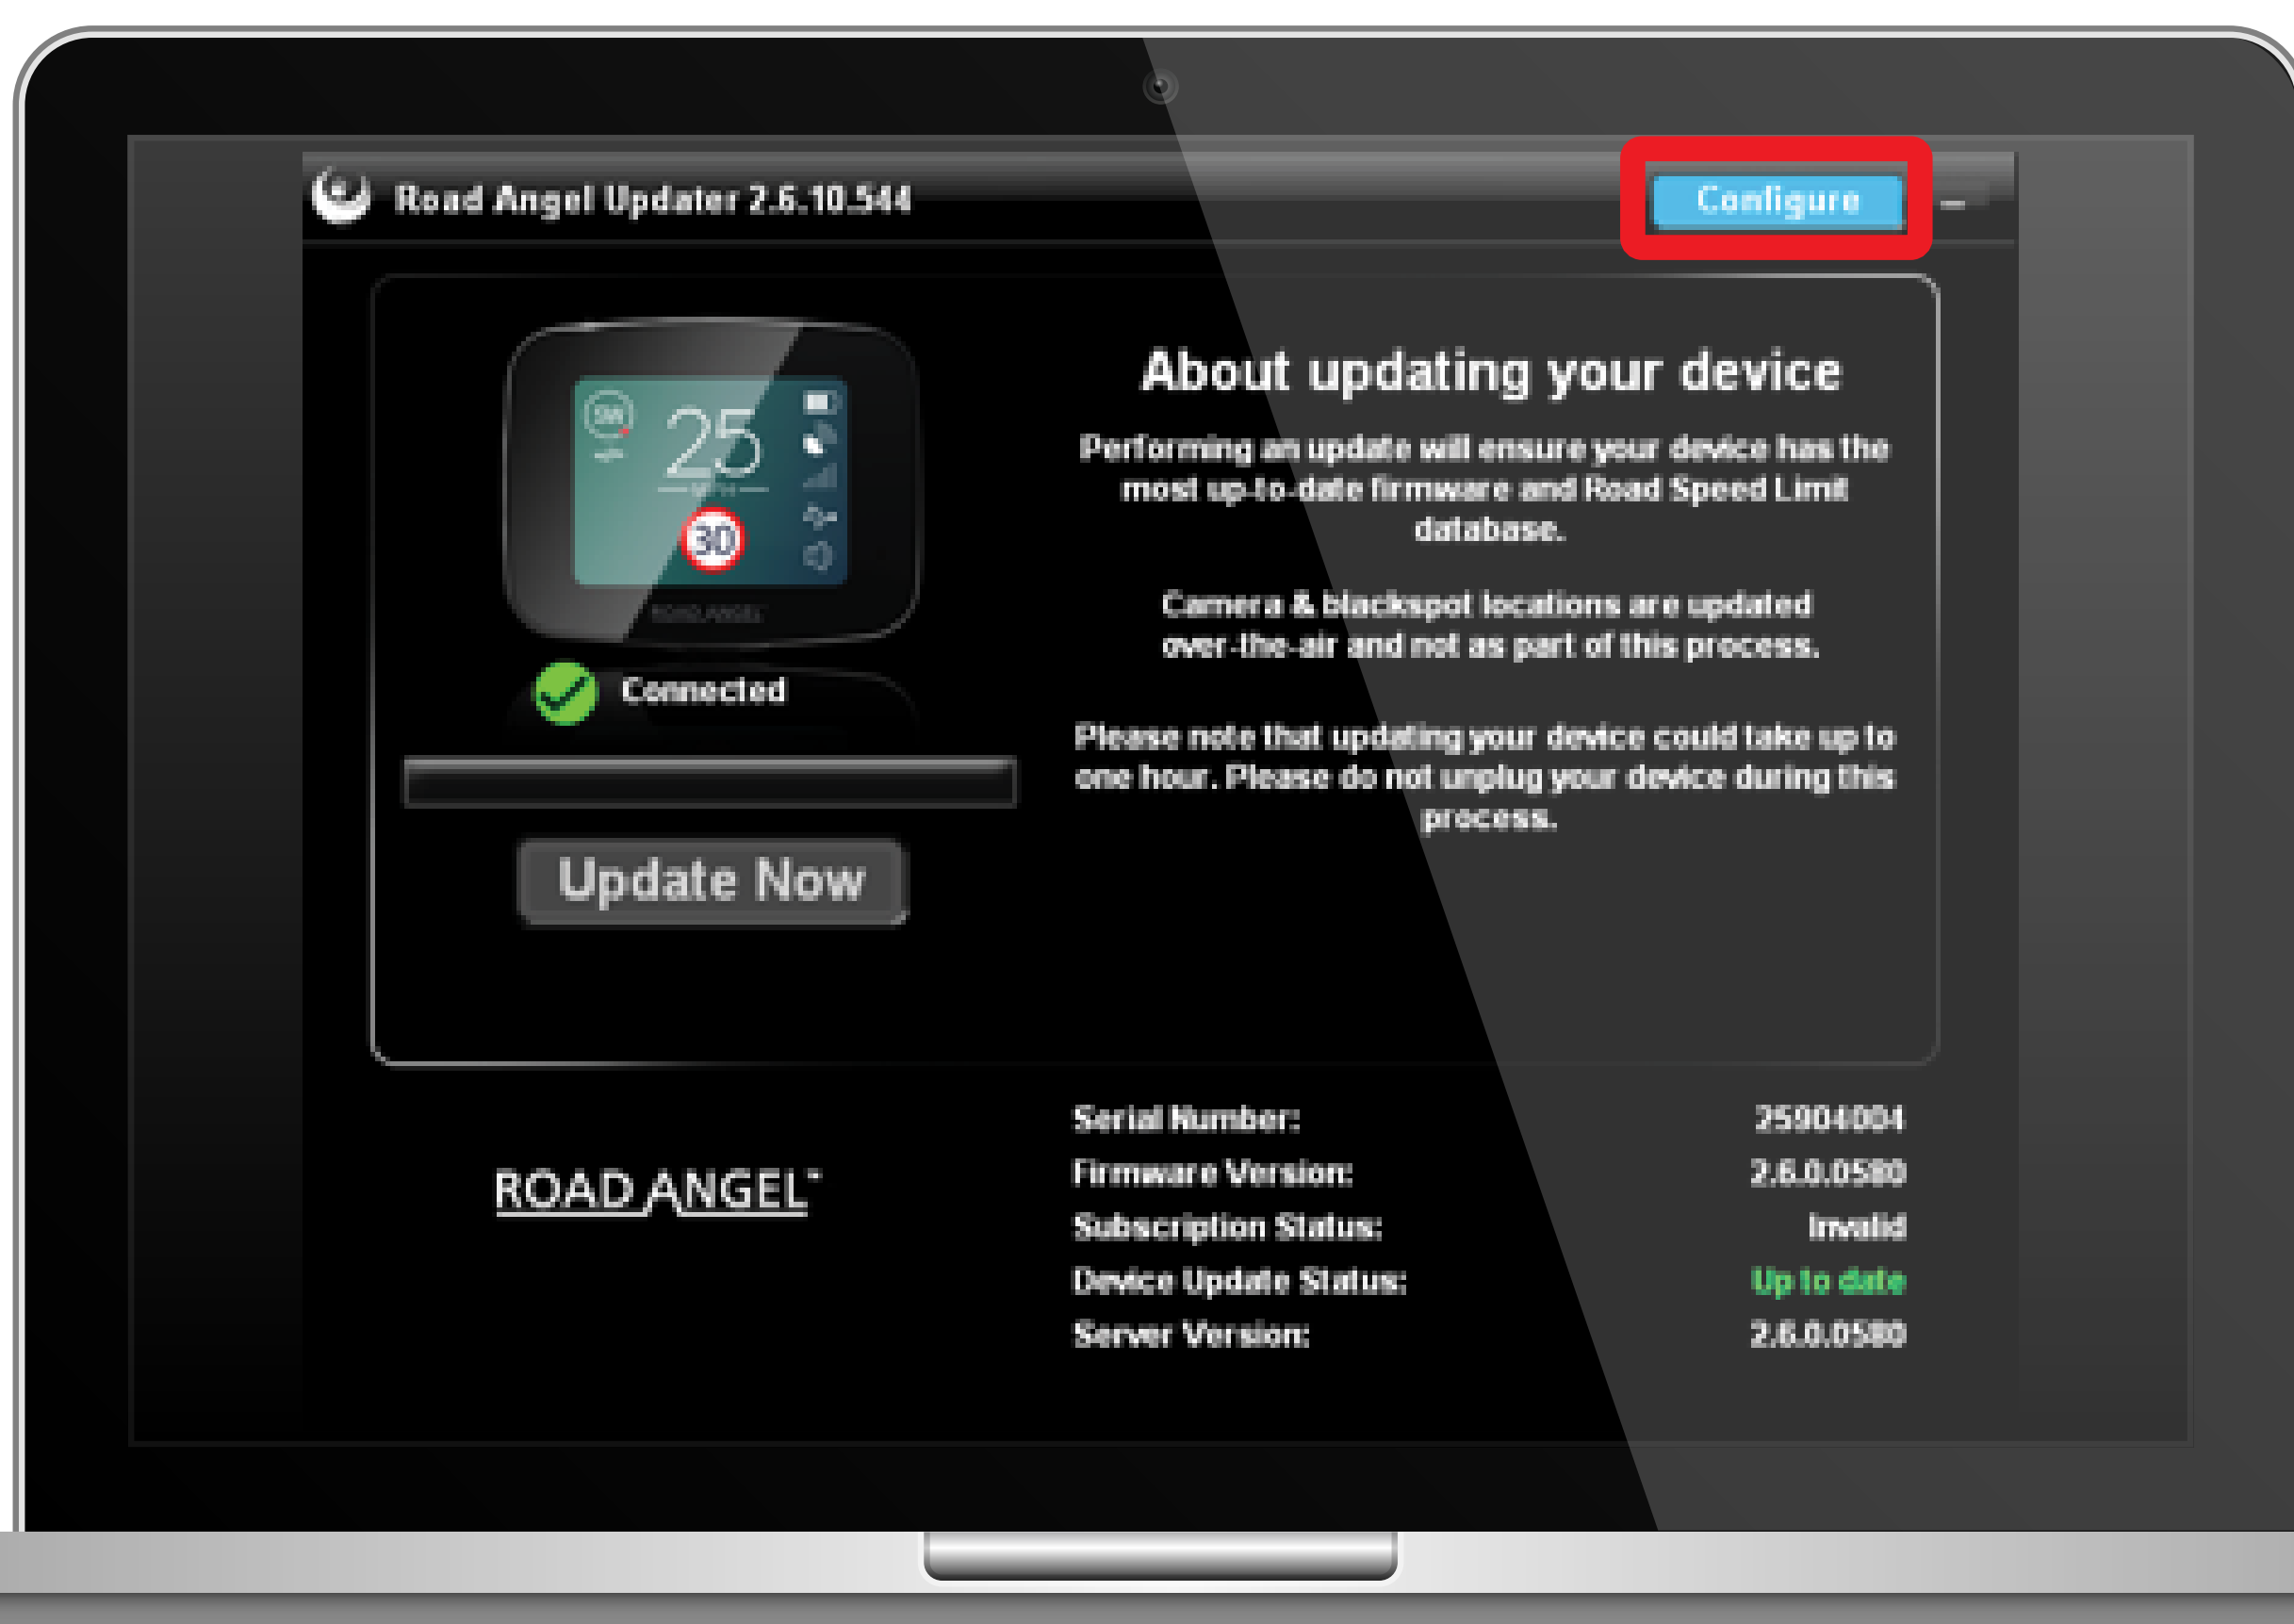 Road Angel Updater 2.6.10.544
Configure
25
30
ROAD ANGEL
Connected
Update Now
About updating your device
Performing an update will ensure your device has the
most up-to-date firmware and Road Speed Limit
database.
Camera & blackspot locations are updated
over-the-air and not as part of this process.
Please note that updating your device could take up to
one hour. Please do not unplug your device during this
process.
ROAD ANGEL™
Serial Number: 25904004
Firmware Version: 2.6.0.0580
Subscription Status: Invalid
Device Update Status: Up to date
Server Version: 2.6.0.0580